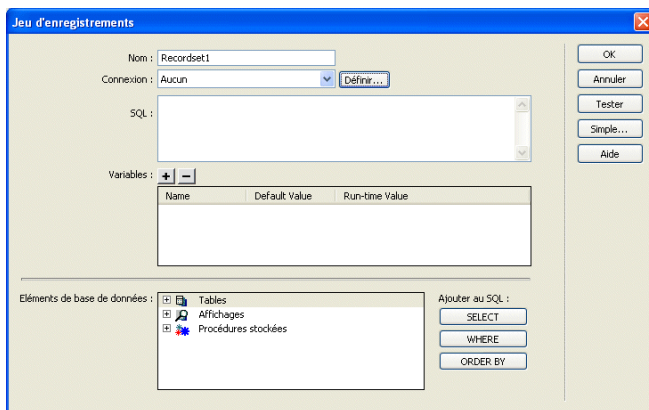 Jeu d'enregistrements
Nom : Recordset1
Connexion : Aucun Définir...
SQL :
Variables : + −
Name Default Value Run-time Value
Eléments de base de données :
Tables
Affichages
Procédures stockées
Ajouter au SQL :
SELECT
WHERE
ORDER BY
OK
Annuler
Tester
Simple...
Aide